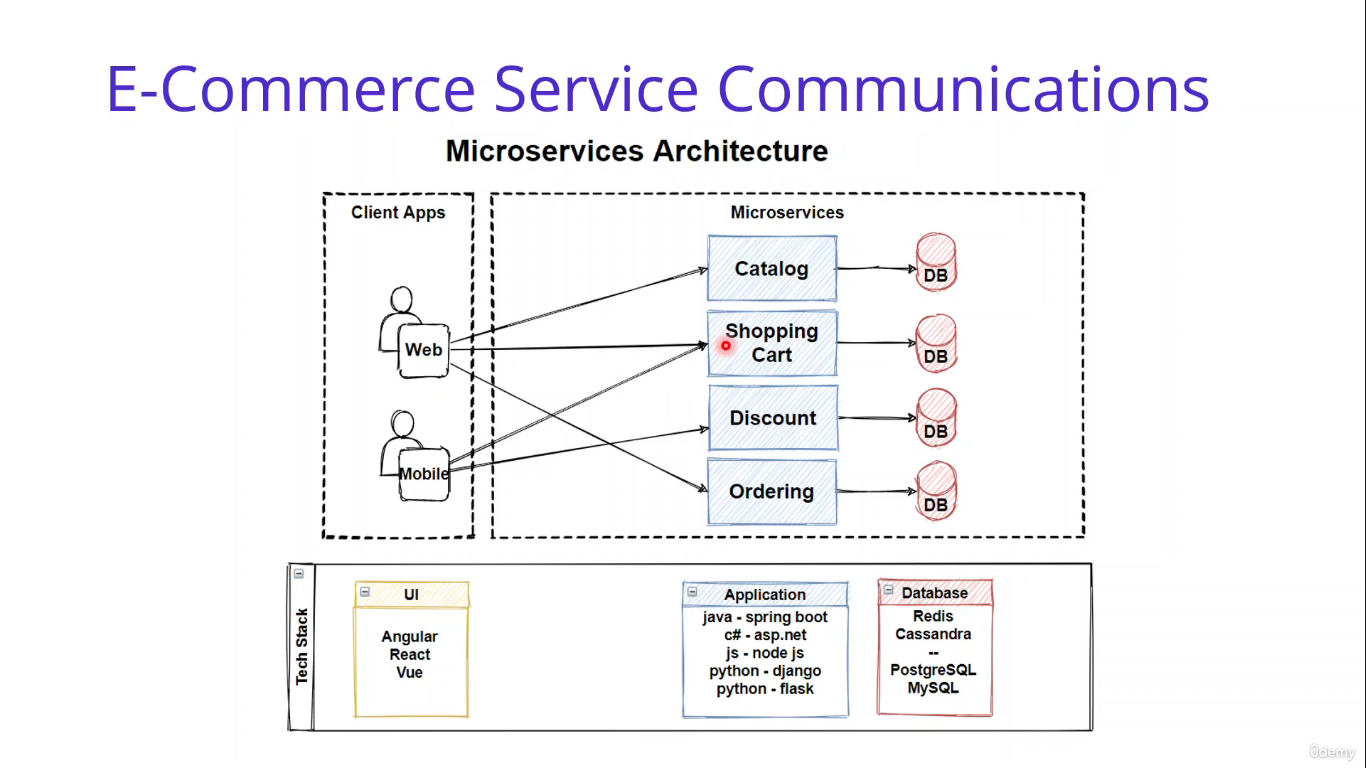 E-Commerce Service Communications
Microservices Architecture
Client Apps
Microservices
Web
Mobile
Catalog
DB
Shopping
Cart
DB
Discount
DB
Ordering
DB
Tech Stack
UI
Angular
React
Vue
Application
java - spring boot
c# - asp.net
js - node js
python - django
python - flask
Database
Redis
Cassandra
--
PostgreSQL
MySQL
ûdemy